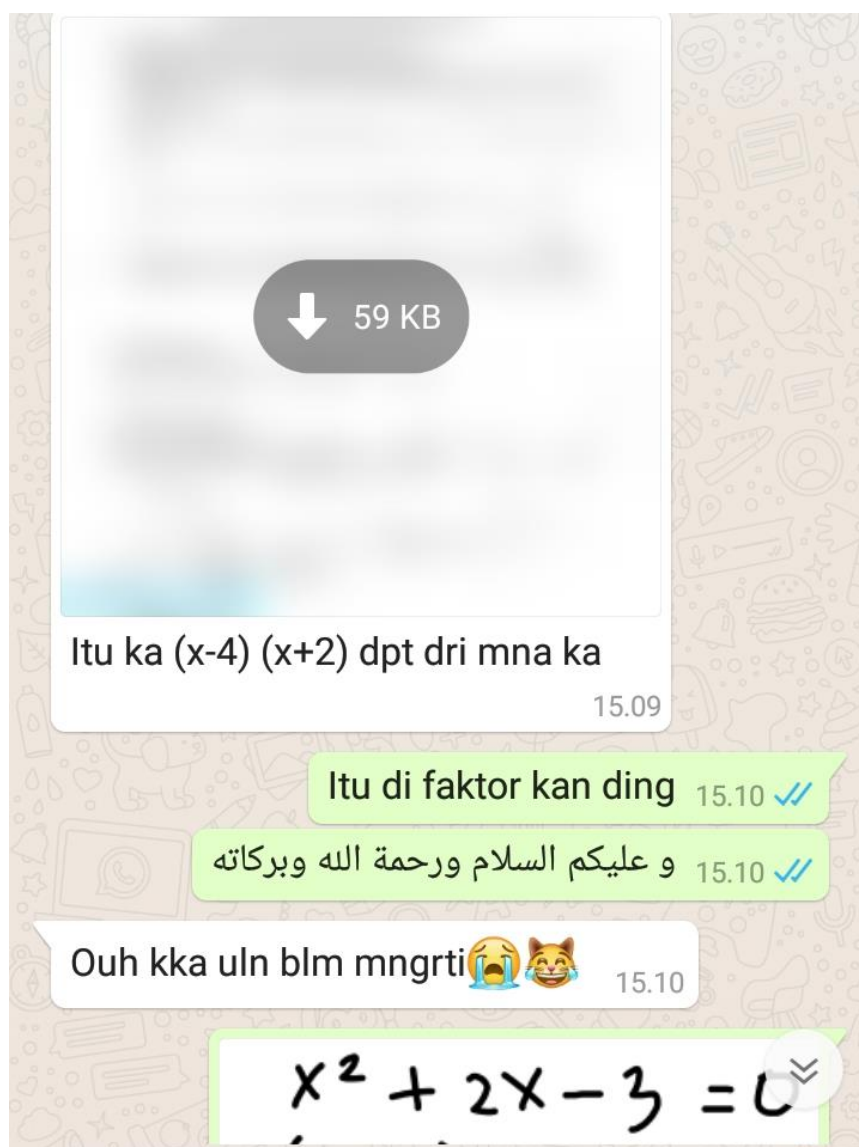 59 KB
Itu ka (x-4) (x+2) dpt dri mna ka
15.09
Itu di faktor kan ding 15.10
و عليكم السلام ورحمة الله وبركاته 15.10
Ouh kka uln blm mngrti😭😹 15.10
x² + 2x - 3 = 0